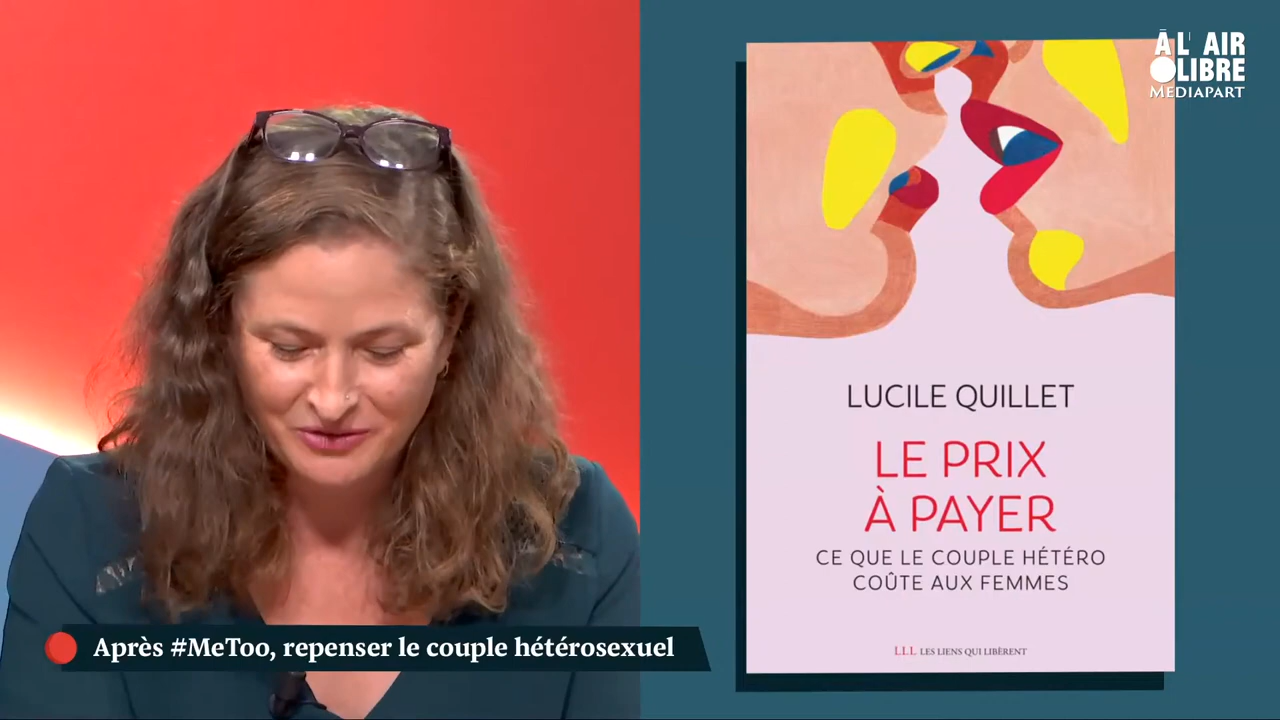 À L' AIR
LIBRE
MEDIAPART
LUCILE QUILLET
LE PRIX
À PAYER
CE QUE LE COUPLE HÉTÉRO
COÛTE AUX FEMMES
LLL LES LIENS QUI LIBÈRENT
Après #MeToo, repenser le couple hétérosexuel